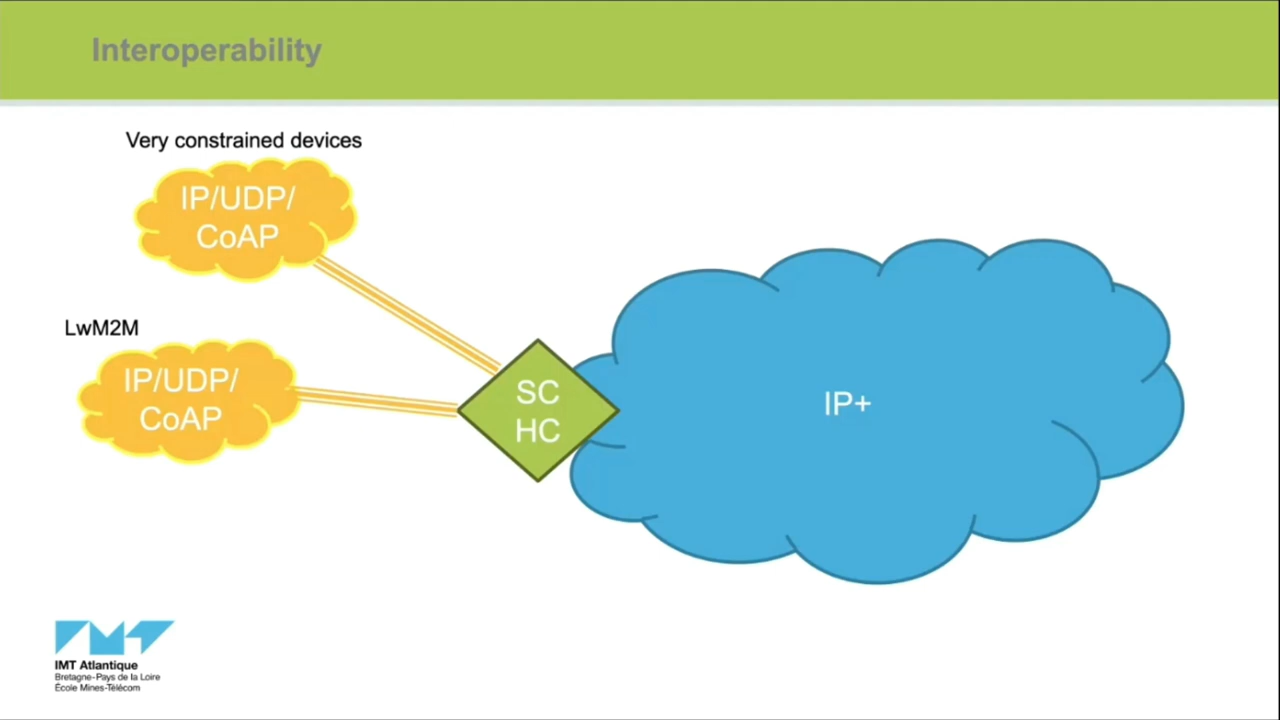 Interoperability
Very constrained devices
IP/UDP/
CoAP
LwM2M
IP/UDP/
CoAP
SC
HC
IP+
IMT Atlantique
Bretagne-Pays de la Loire
École Mines-Télécom